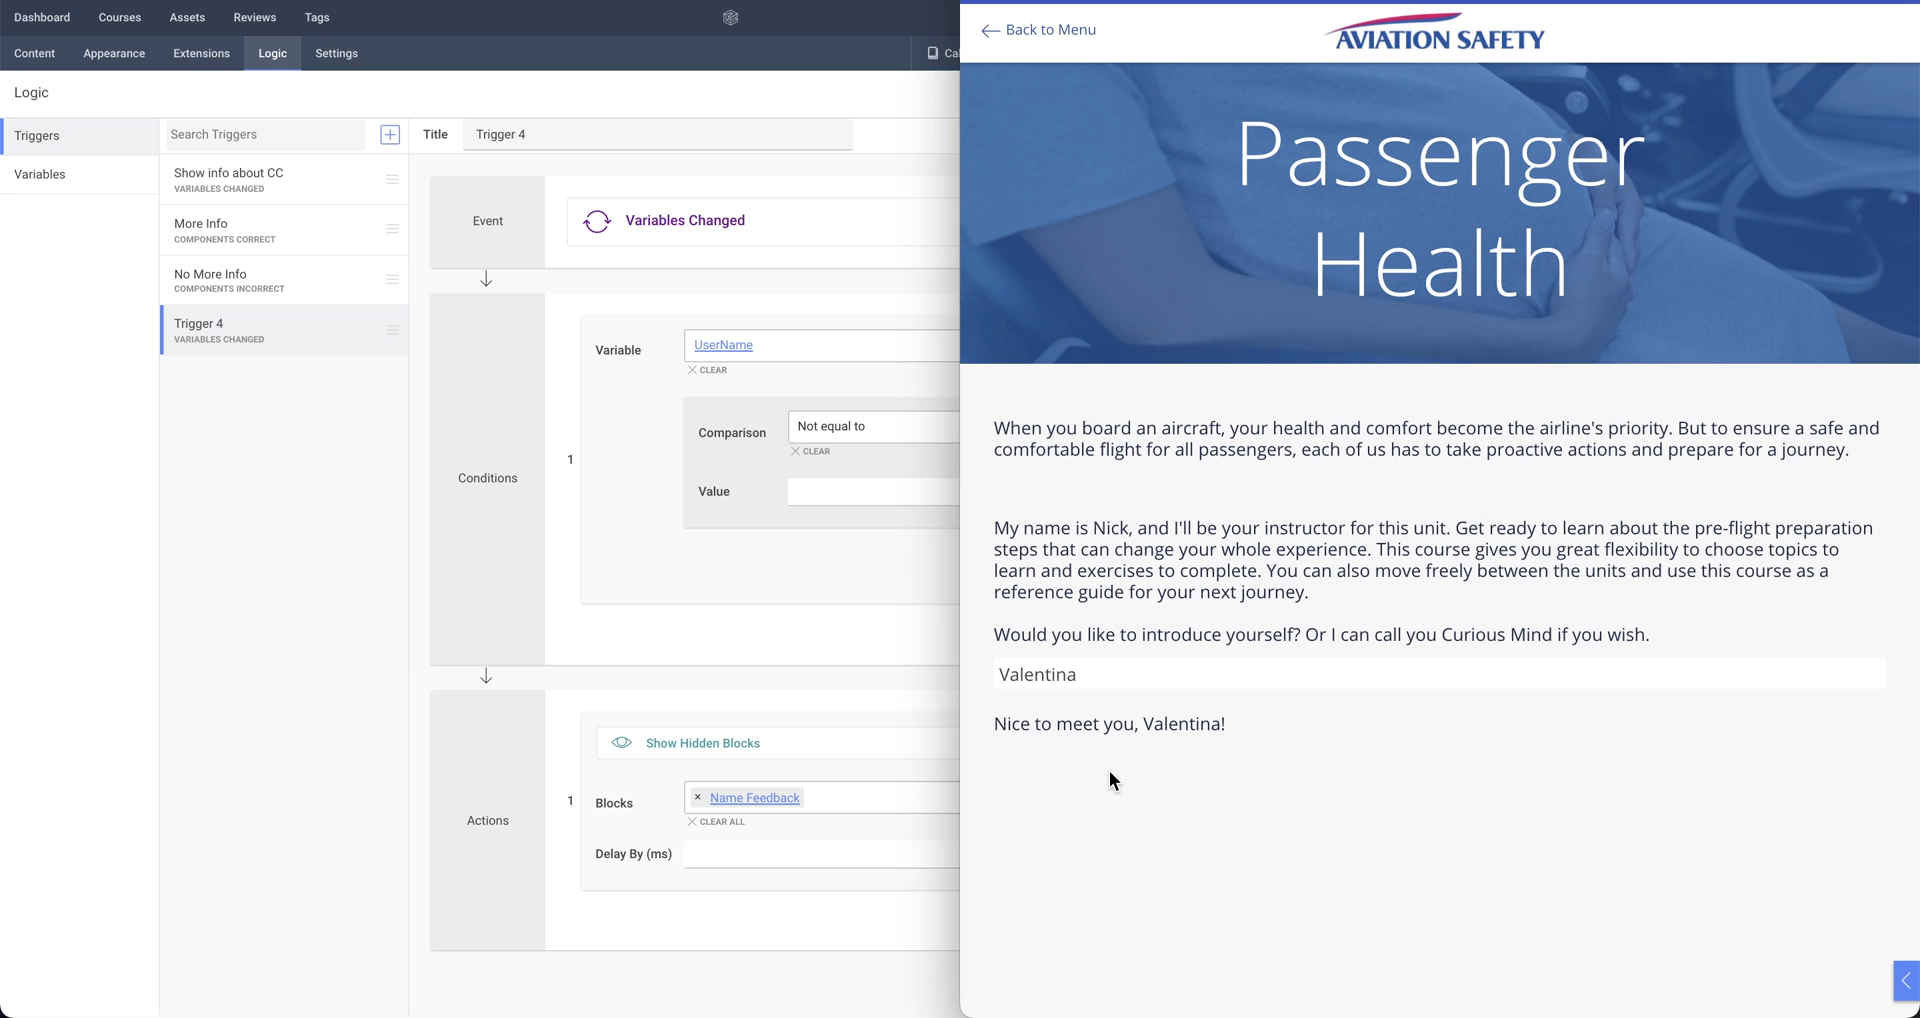 Dashboard Courses Assets Reviews Tags
Content Appearance Extensions Logic Settings
Logic
Triggers
Variables
Search Triggers
Show info about CC
VARIABLES CHANGED
More Info
COMPONENTS CORRECT
No More Info
COMPONENTS INCORRECT
Trigger 4
VARIABLES CHANGED
Title Trigger 4
Event
Variables Changed
Conditions
1
Variable
UserName
CLEAR
Comparison
Not equal to
CLEAR
Value
Actions
1
Show Hidden Blocks
Blocks
× Name Feedback
CLEAR ALL
Delay By (ms)
Back to Menu
AVIATION SAFETY
Passenger
Health
When you board an aircraft, your health and comfort become the airline's priority. But to ensure a safe and
comfortable flight for all passengers, each of us has to take proactive actions and prepare for a journey.
My name is Nick, and I'll be your instructor for this unit. Get ready to learn about the pre-flight preparation
steps that can change your whole experience. This course gives you great flexibility to choose topics to
learn and exercises to complete. You can also move freely between the units and use this course as a
reference guide for your next journey.
Would you like to introduce yourself? Or I can call you Curious Mind if you wish.
Valentina
Nice to meet you, Valentina!